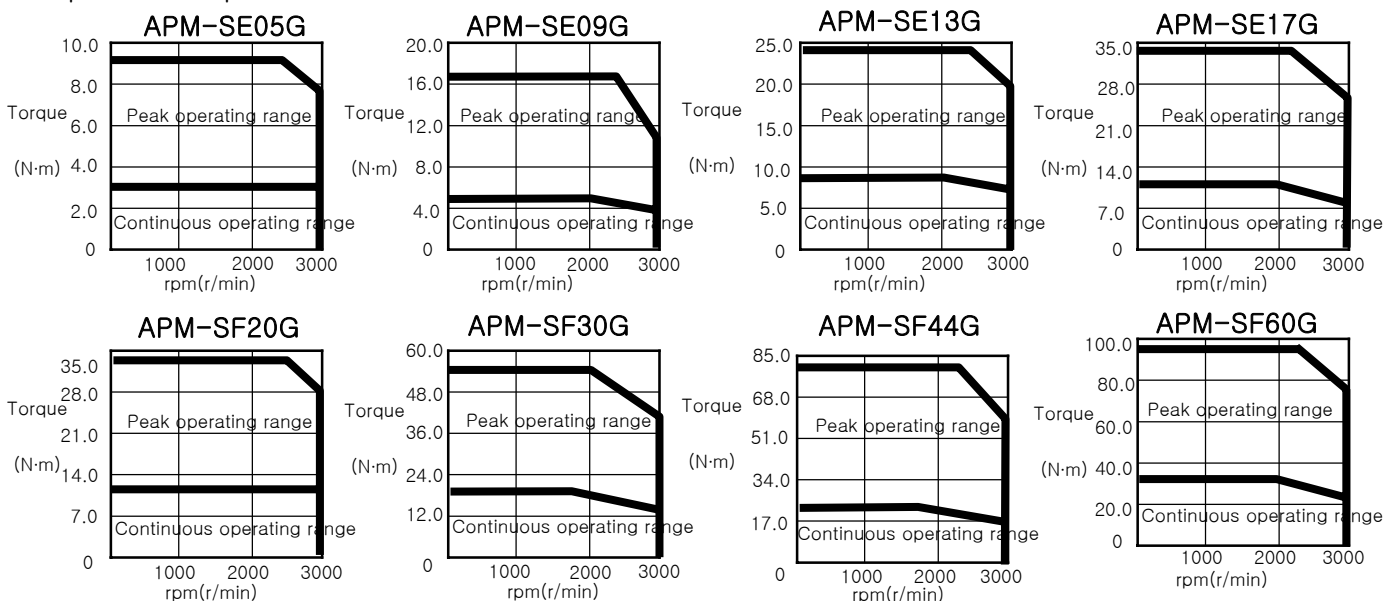 APM-SE05G
10.0
8.0
Torque
6.0
Peak operating range
(N·m)
4.0
2.0
Continuous operating range
0
1000 2000 3000
rpm(r/min)
APM-SE09G
20.0
16.0
Torque
12.0
Peak operating range
(N·m)
8.0
4.0
Continuous operating range
0
1000 2000 3000
rpm(r/min)
APM-SE13G
25.0
20.0
Torque
15.0
Peak operating range
(N·m)
10.0
5.0
Continuous operating range
0
1000 2000 3000
rpm(r/min)
APM-SE17G
35.0
28.0
Torque
21.0
Peak operating range
(N·m)
14.0
7.0
Continuous operating range
0
1000 2000 3000
rpm(r/min)
APM-SF20G
35.0
28.0
Torque
21.0
Peak operating range
(N·m)
14.0
7.0
Continuous operating range
0
1000 2000 3000
rpm(r/min)
APM-SF30G
60.0
48.0
Torque
36.0
Peak operating range
(N·m)
24.0
12.0
Continuous operating range
0
1000 2000 3000
rpm(r/min)
APM-SF44G
85.0
68.0
Torque
51.0
Peak operating range
(N·m)
34.0
17.0
Continuous operating range
0
1000 2000 3000
rpm(r/min)
APM-SF60G
100.0
80.0
Torque
60.0
Peak operating range
(N·m)
40.0
20.0
Continuous operating range
0
1000 2000 3000
rpm(r/min)